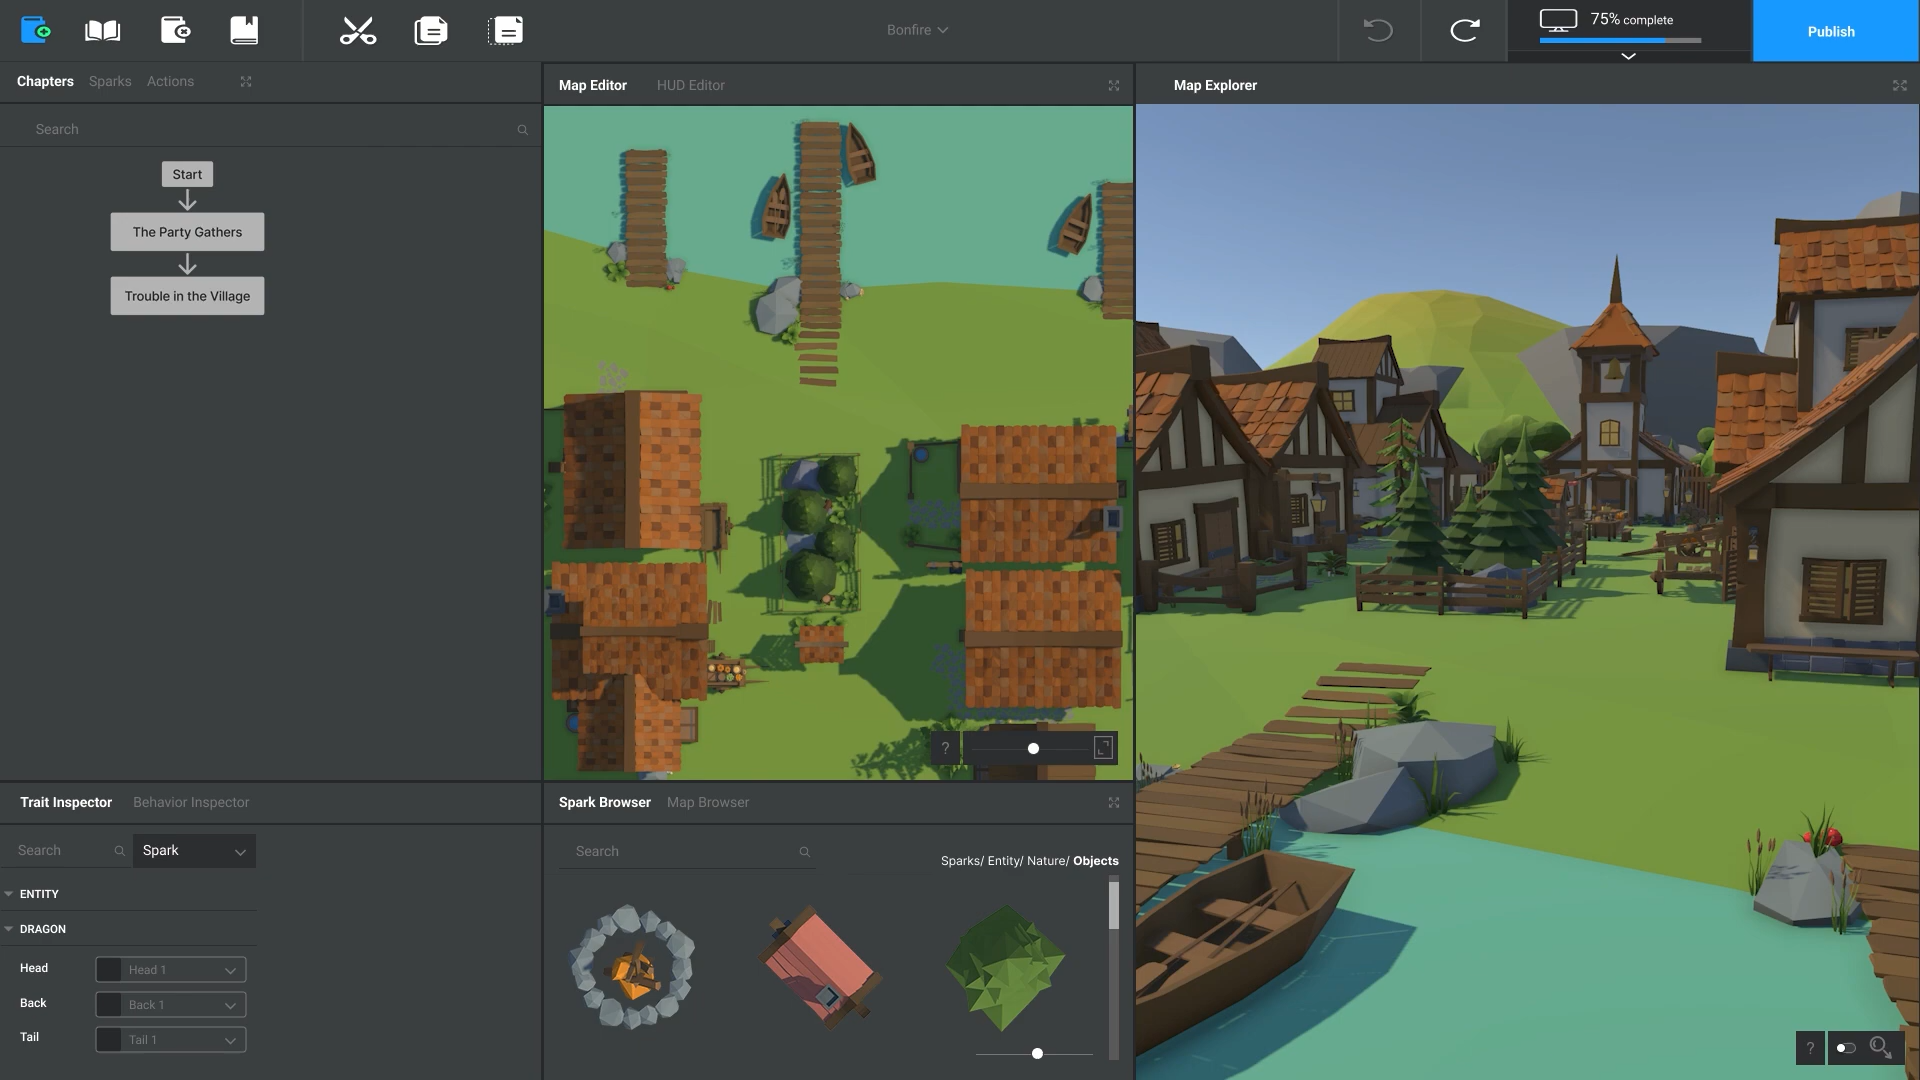 Bonfire
75% complete
Publish
Chapters Sparks Actions
Search
Start
The Party Gathers
Trouble in the Village
Map Editor HUD Editor
?
Map Explorer
?
Trait Inspector Behavior Inspector
Search Spark
ENTITY
DRAGON
Head Head 1
Back Back 1
Tail Tail 1
Spark Browser Map Browser
Search
Sparks/ Entity/ Nature/ Objects